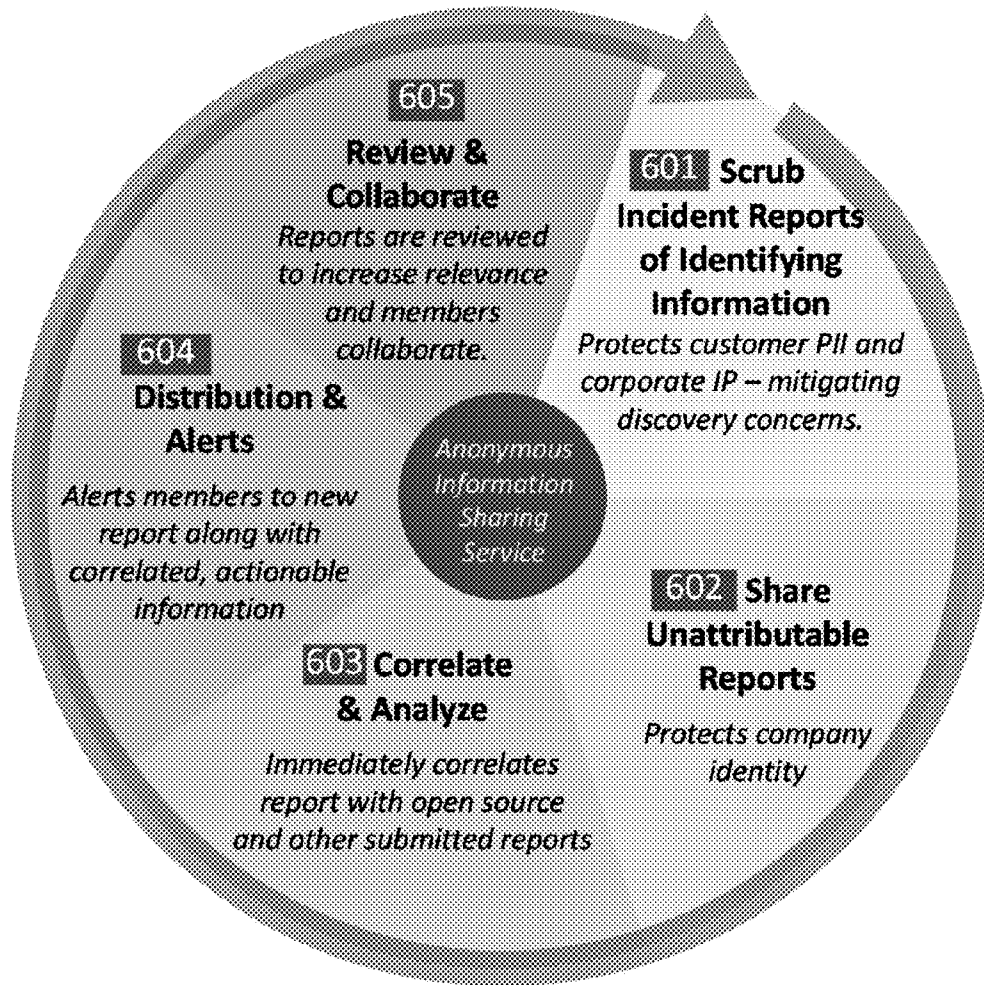 601 Scrub
Incident Reports
of Identifying
Information
Protects customer PII and
corporate IP – mitigating
discovery concerns.
602 Share
Unattributable
Reports
Protects company
identity
603 Correlate
& Analyze
Immediately correlates
report with open source
and other submitted reports
604
Distribution &
Alerts
Alerts members to new
report along with
correlated, actionable
information
605
Review &
Collaborate
Reports are reviewed
to increase relevance
and members
collaborate.
Anonymous
Information
Sharing
Service